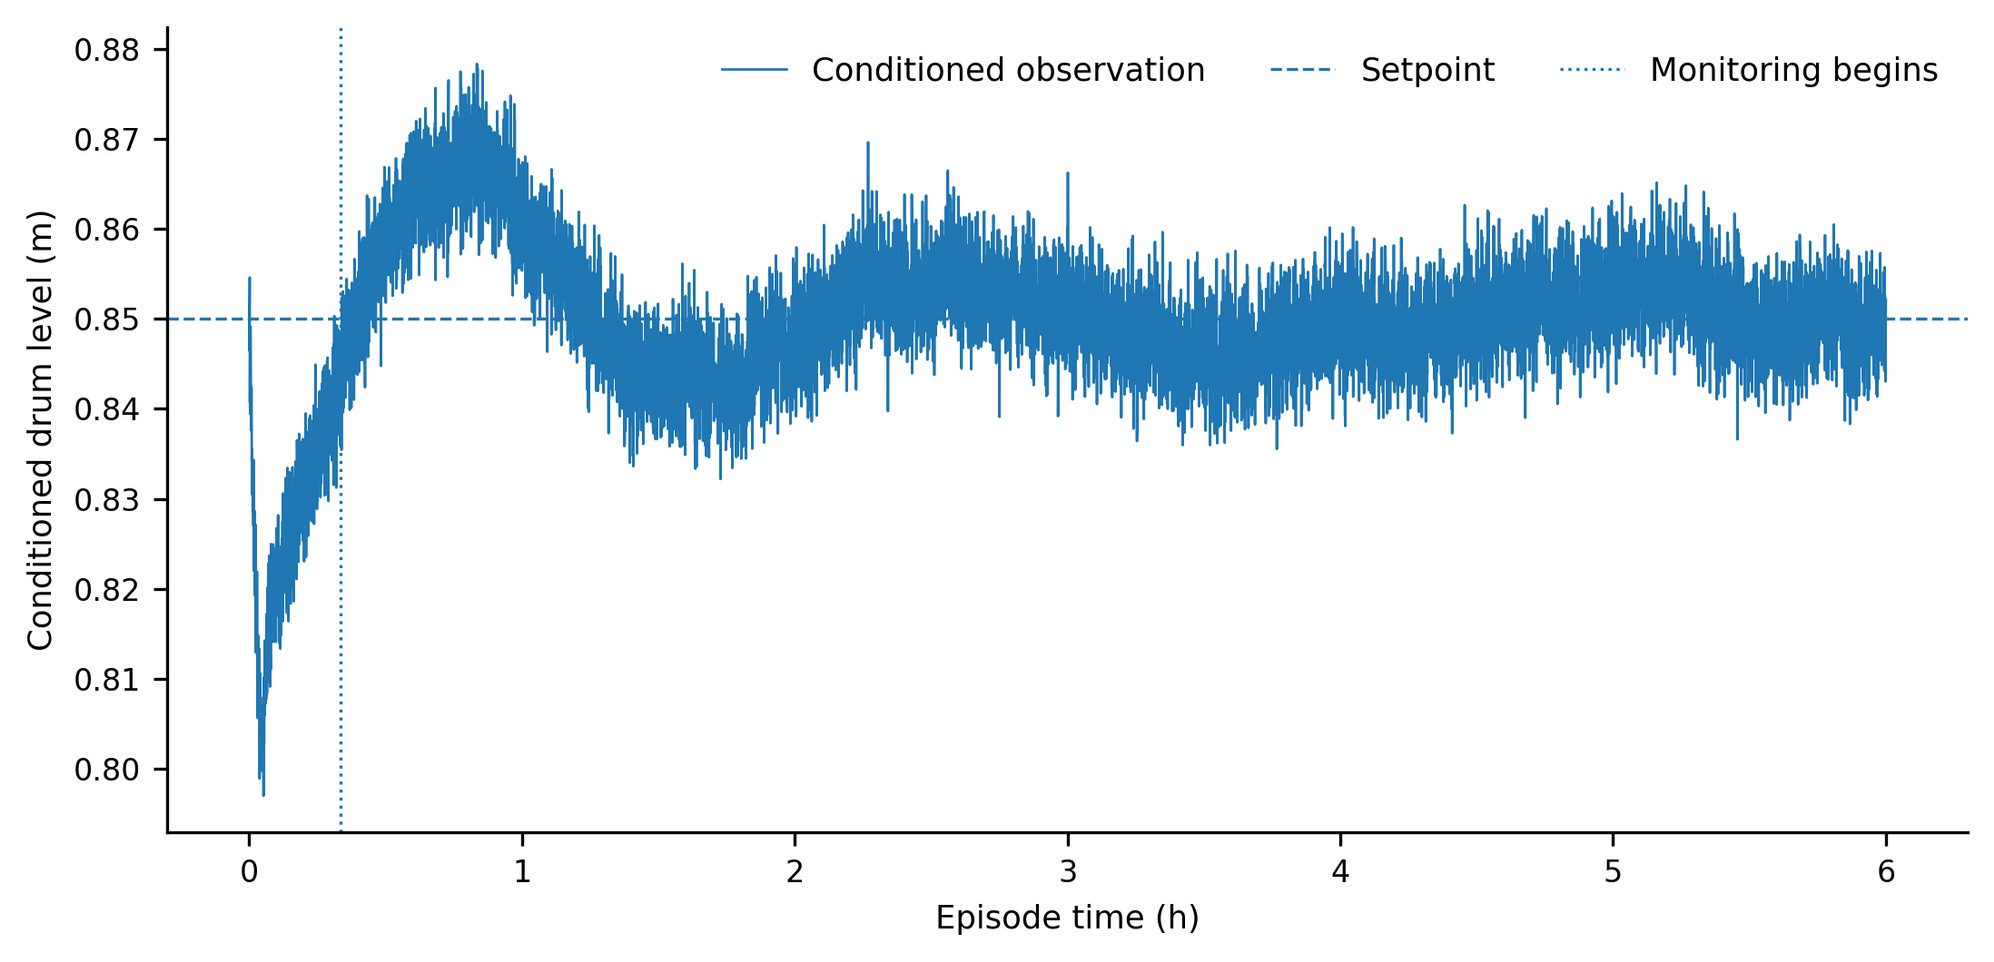 Conditioned observation
Setpoint
Monitoring begins
Conditioned drum level (m)
0.88
0.87
0.86
0.85
0.84
0.83
0.82
0.81
0.80
0 1 2 3 4 5 6
Episode time (h)